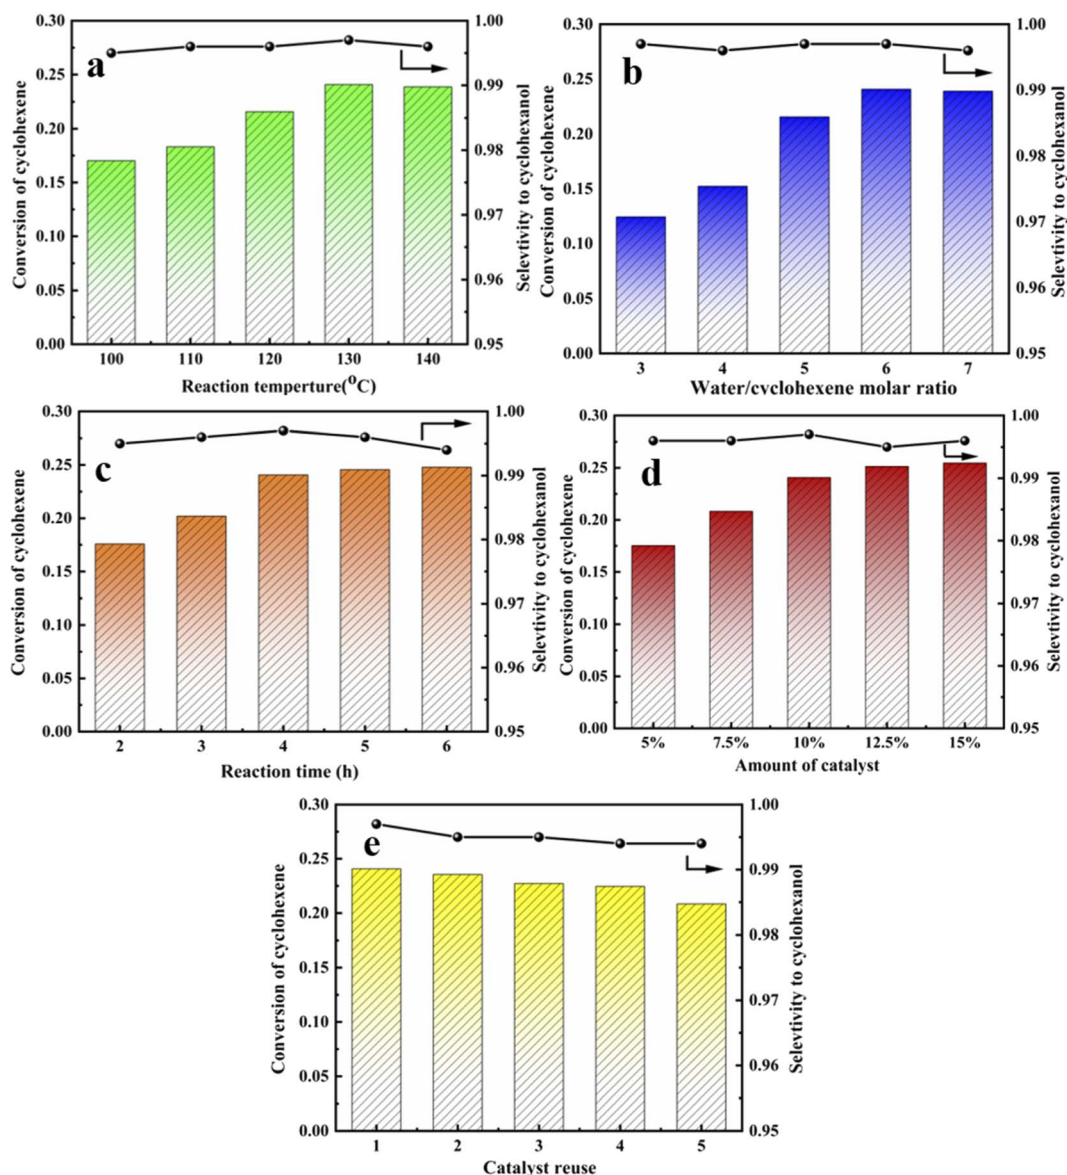 a
Conversion of cyclohexene
0.30
0.25
0.20
0.15
0.10
0.05
0.00
100 110 120 130 140
Reaction temperture(°C)
1.00
0.99
0.98
0.97
0.96
0.95
Selevtivity to cyclohexanol
b
Conversion of cyclohexene
0.30
0.25
0.20
0.15
0.10
0.05
0.00
3 4 5 6 7
Water/cyclohexene molar ratio
1.00
0.99
0.98
0.97
0.96
0.95
Selevtivity to cyclohexanol
c
Conversion of cyclohexene
0.30
0.25
0.20
0.15
0.10
0.05
0.00
2 3 4 5 6
Reaction time (h)
1.00
0.99
0.98
0.97
0.96
0.95
Selevtivity to cyclohexanol
d
Conversion of cyclohexene
0.30
0.25
0.20
0.15
0.10
0.05
0.00
5% 7.5% 10% 12.5% 15%
Amount of catalyst
1.00
0.99
0.98
0.97
0.96
0.95
Selevtivity to cyclohexanol
e
Conversion of cyclohexene
0.30
0.25
0.20
0.15
0.10
0.05
0.00
1 2 3 4 5
Catalyst reuse
1.00
0.99
0.98
0.97
0.96
0.95
Selevtivity to cyclohexanol